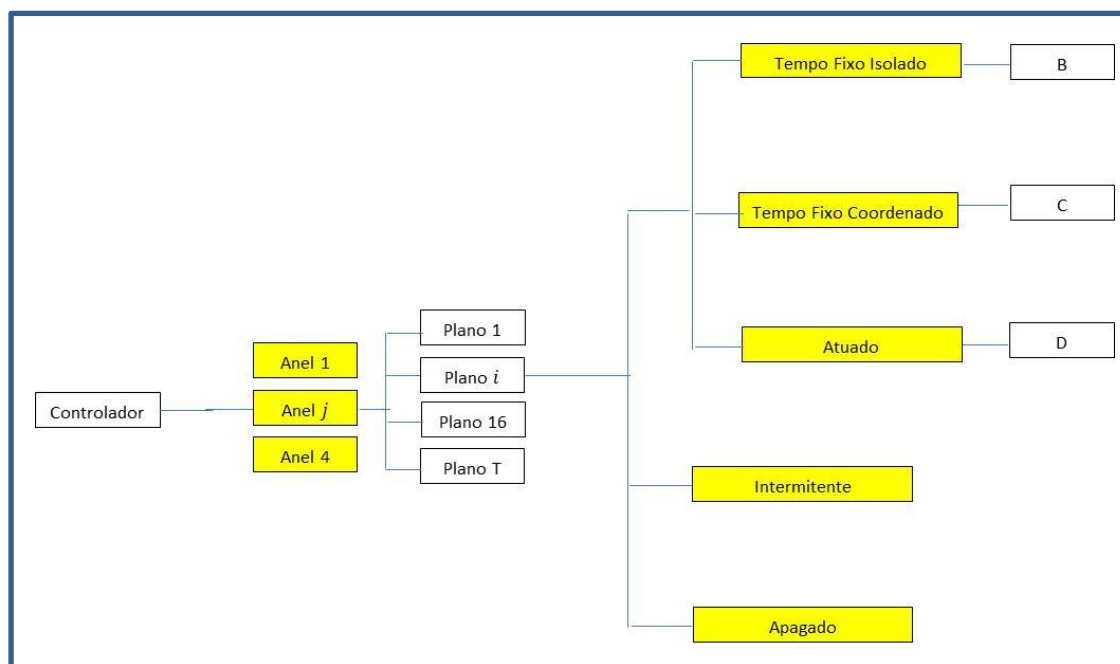 Controlador
Anel 1
Anel j
Anel 4
Plano 1
Plano i
Plano 16
Plano T
Tempo Fixo Isolado
B
Tempo Fixo Coordenado
C
Atuado
D
Intermitente
Apagado